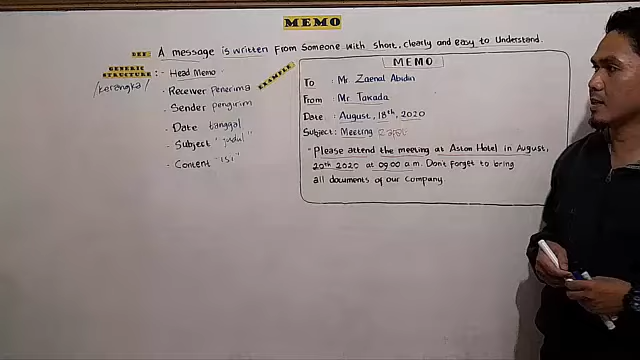 MEMO
DEF A message is written from someone with short, clearly and easy to understand.
GENERIC STRUCTURE :
/kerangka/
- Head Memo
- Receiver penerima
- Sender pengirim
- Date tanggal
- Subject "judul"
- Content "isi"
EXAMPLE
MEMO
To : Mr Zaenal Abidin
From : Mr Takada
Date : August, 18th, 2020
Subject: Meeting Rapat
"Please attend the meeting at Aston Hotel in August,
20th 2020 at 09.00 a.m. Don't forget to bring
all documents of our company.